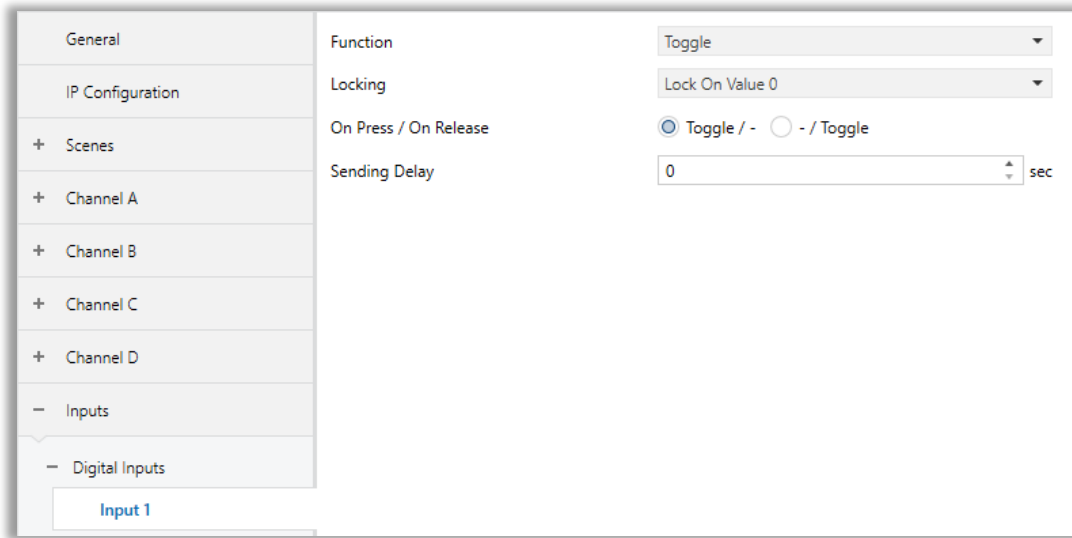 General
IP Configuration
+ Scenes
+ Channel A
+ Channel B
+ Channel C
+ Channel D
− Inputs
− Digital Inputs
Input 1
Function Toggle
Locking Lock On Value 0
On Press / On Release Toggle / - - / Toggle
Sending Delay 0 sec